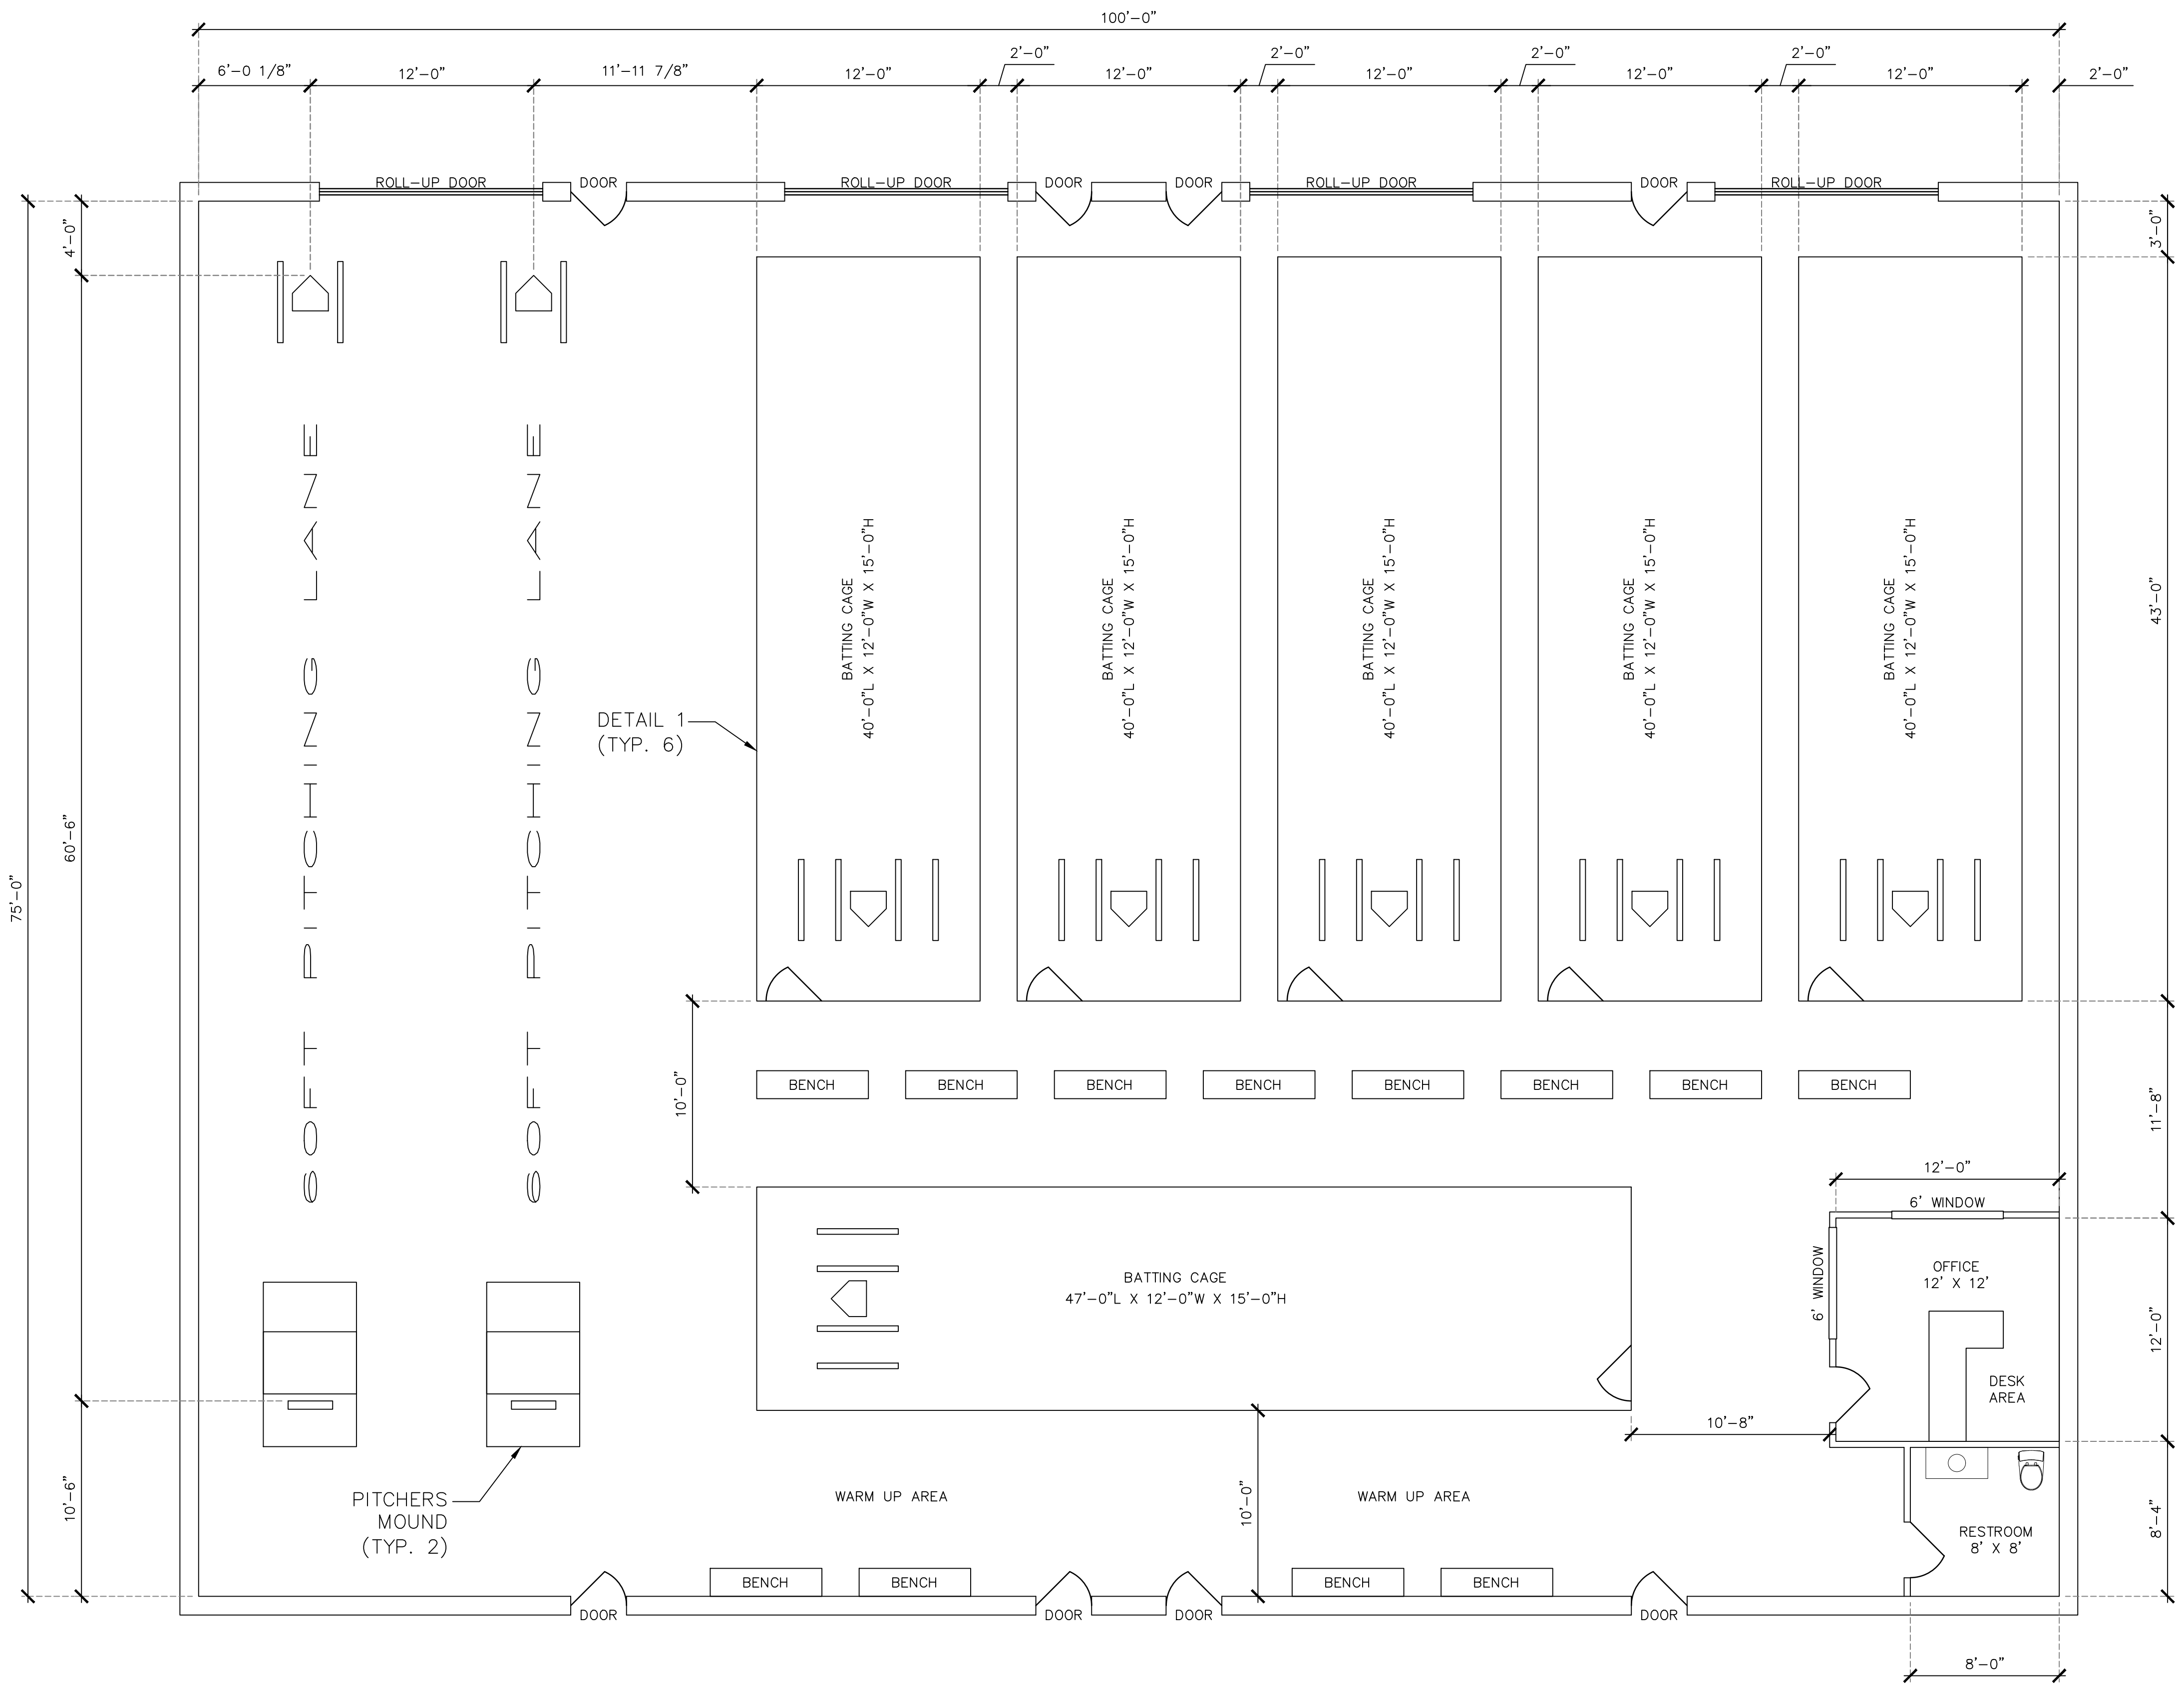 100'-0"
2'-0" 2'-0" 2'-0" 2'-0"
6'-0 1/8" 12'-0" 11'-11 7/8" 12'-0" 12'-0" 12'-0" 12'-0" 12'-0" 2'-0"
ROLL-UP DOOR DOOR ROLL-UP DOOR DOOR DOOR ROLL-UP DOOR DOOR ROLL-UP DOOR
4'-0"
3'-0"
75'-0"
60'-6"
10'-6"
SOFT PITCHING LANE
SOFT PITCHING LANE
DETAIL 1
(TYP. 6)
BATTING CAGE
40'-0"L X 12'-0"W X 15'-0"H
BATTING CAGE
40'-0"L X 12'-0"W X 15'-0"H
BATTING CAGE
40'-0"L X 12'-0"W X 15'-0"H
BATTING CAGE
40'-0"L X 12'-0"W X 15'-0"H
BATTING CAGE
40'-0"L X 12'-0"W X 15'-0"H
43'-0"
10'-0"
BENCH BENCH BENCH BENCH BENCH BENCH BENCH BENCH
11'-8"
12'-0"
6' WINDOW
6' WINDOW
OFFICE
12' X 12'
DESK
AREA
12'-0"
BATTING CAGE
47'-0"L X 12'-0"W X 15'-0"H
10'-8"
PITCHERS
MOUND
(TYP. 2)
WARM UP AREA
10'-0"
WARM UP AREA
RESTROOM
8' X 8'
8'-4"
BENCH BENCH BENCH BENCH
DOOR DOOR DOOR DOOR
8'-0"